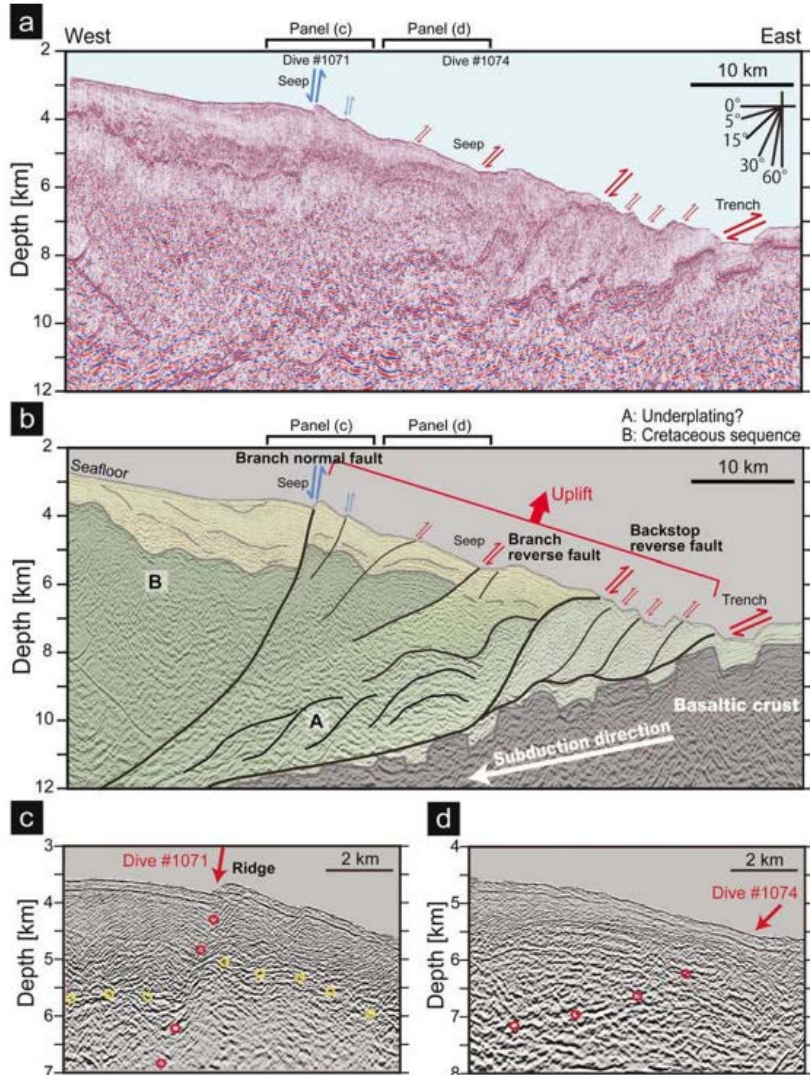 a
West
Panel (c)
Panel (d)
East
Dive #1071
Dive #1074
Seep
Seep
10 km
0°
5°
15°
30°
60°
Trench
Depth [km]
2
4
6
8
10
12
b
Panel (c)
Panel (d)
A: Underplating?
B: Cretaceous sequence
Branch normal fault
Seafloor
Seep
10 km
Uplift
Seep
Branch
reverse fault
Backstop
reverse fault
Trench
B
A
Basaltic crust
Subduction direction
Depth [km]
2
4
6
8
10
12
c
Dive #1071
Ridge
2 km
Depth [km]
3
4
5
6
7
d
2 km
Dive #1074
Depth [km]
4
5
6
7
8